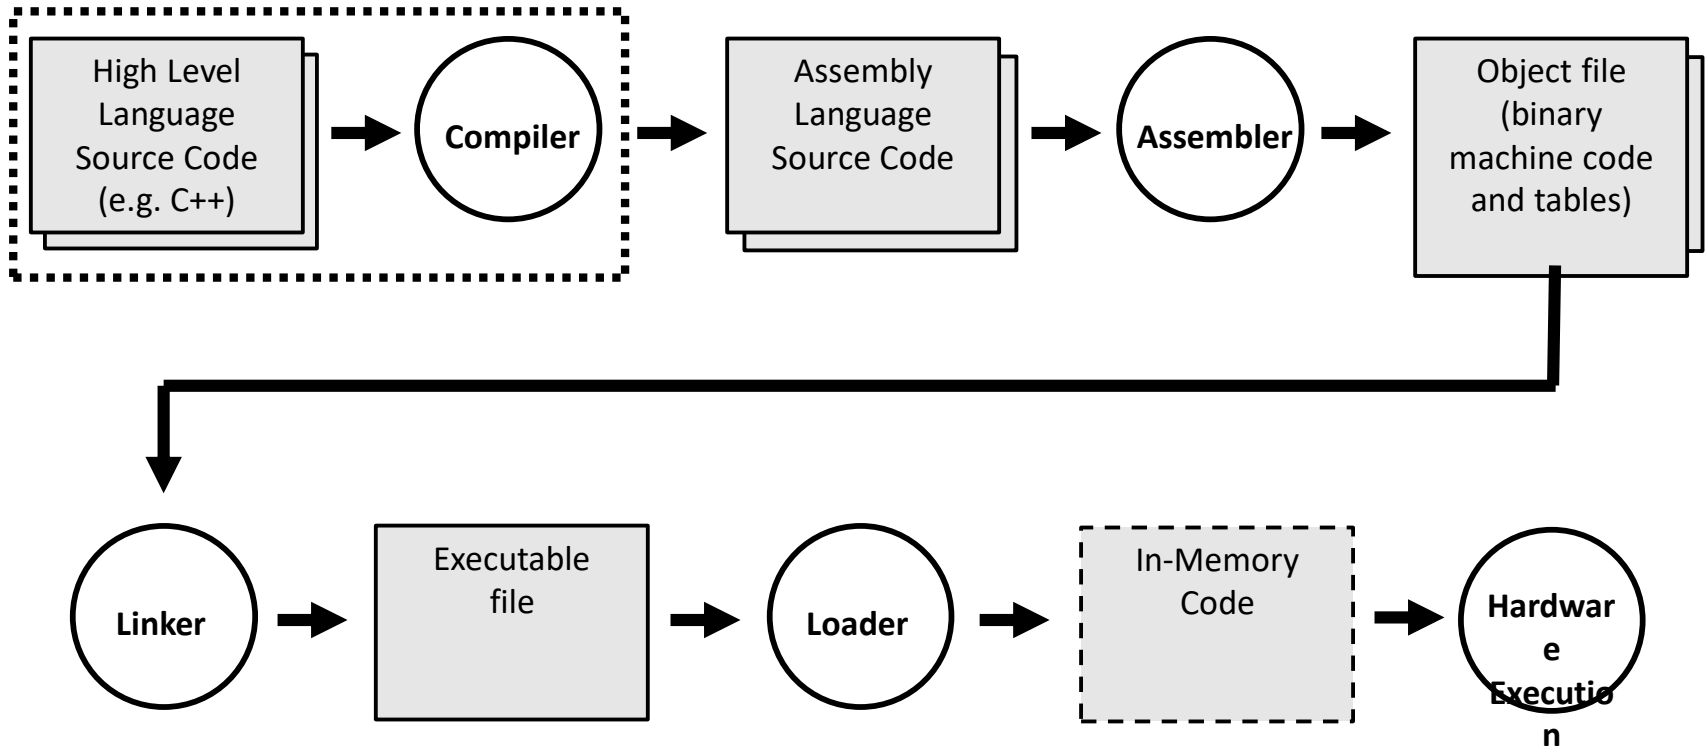 High Level
Language
Source Code
(e.g. C++)
Compiler
Assembly
Language
Source Code
Assembler
Object file
(binary
machine code
and tables)
Linker
Executable
file
Loader
In-Memory
Code
Hardwar
e
Executio
n